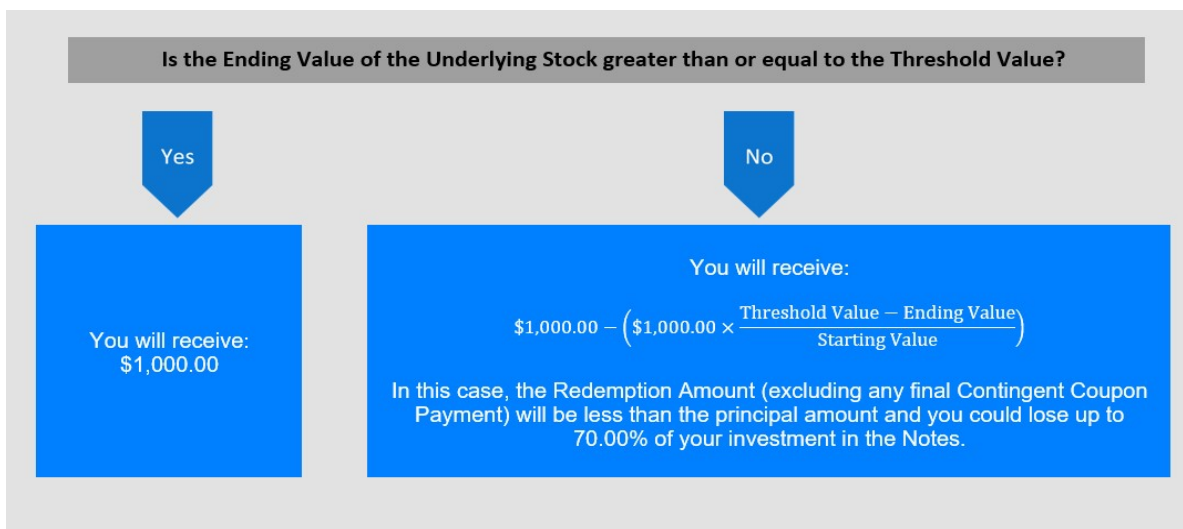 Is the Ending Value of the Underlying Stock greater than or equal to the Threshold Value?
Yes
No
You will receive:
$1,000.00
You will receive:
$1,000.00 − ($1,000.00 × (Threshold Value − Ending Value) / Starting Value)
In this case, the Redemption Amount (excluding any final Contingent Coupon
Payment) will be less than the principal amount and you could lose up to
70.00% of your investment in the Notes.